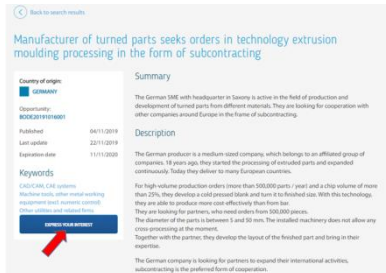 Back to search results
Manufacturer of turned parts seeks orders in technology extrusion
moulding processing in the form of subcontracting
Country of origin:
GERMANY
Opportunity:
BODE20191016001
Published 04/11/2019
Last update 22/11/2019
Expiration date 11/11/2020
Keywords
CAD/CAM, CAE systems
Machine tools, other metal working
equipment (excl. numeric control)
Other utilities and related firms
EXPRESS YOUR INTEREST
Summary
The German SME with headquarter in Saxony is active in the field of production and
development of turned parts from different materials. They are looking for cooperation with
other companies around Europe in the frame of subcontracting.
Description
The German producer is a medium-sized company, which belongs to an affiliated group of
companies. 18 years ago, they started the processing of extruded parts and expanded
continuously. Today they deliver to many European countries.
For high-volume production orders (more than 500,000 parts / year) and a chip volume of more
than 25%, they develop a cold pressed blank and turn it to finished size. With this technology,
they are able to produce more cost-effectively than from bar.
They are looking for partners, who need orders from 500,000 pieces.
The diameter of the parts is between 5 and 50 mm. The installed machinery does not allow any
cross-processing at the moment.
Together with the partner, they develop the layout of the finished part and bring in their
expertise.
The German company is looking for partners to expand their international activities,
subcontracting is the preferred form of cooperation.